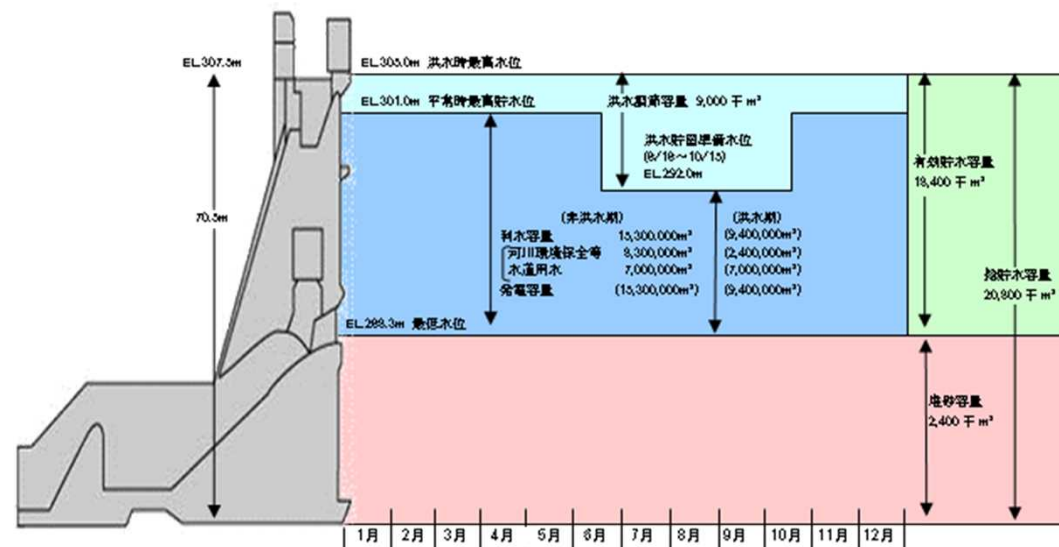 EL.307.5m
EL.305.0m 洪水時最高水位
EL.301.0m 平常時最高貯水位
洪水調節容量 9,000 千m³
洪水貯留準備水位
(6/16~10/15)
EL.292.0m
有効貯水容量
18,400 千m³
70.5m
(非洪水期) (洪水期)
利水容量 15,300,000m³ (9,400,000m³)
河川環境保全等 8,300,000m³ (2,400,000m³)
水道用水 7,000,000m³ (7,000,000m³)
発電容量 (15,300,000m³) (9,400,000m³)
総貯水容量
20,800 千m³
最低水位
堆砂容量
2,400 千m³
1月 2月 3月 4月 5月 6月 7月 8月 9月 10月 11月 12月